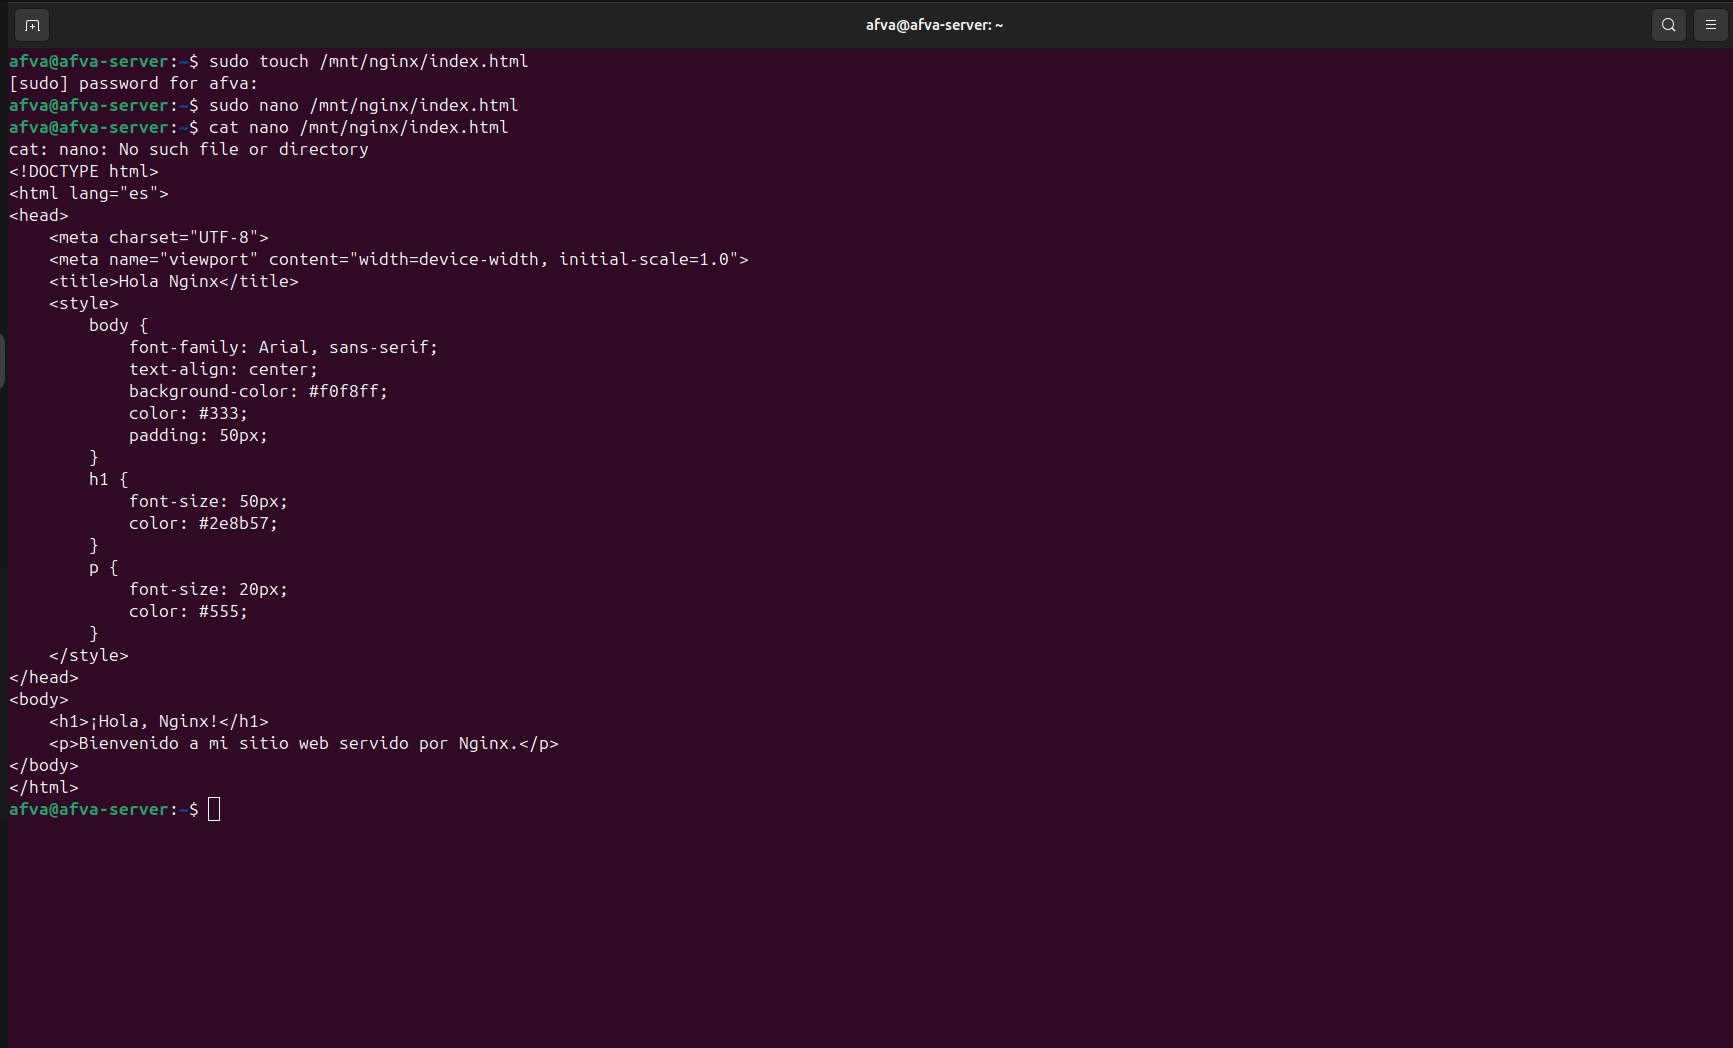 afva@afva-server: ~
afva@afva-server:~$ sudo touch /mnt/nginx/index.html
[sudo] password for afva:
afva@afva-server:~$ sudo nano /mnt/nginx/index.html
afva@afva-server:~$ cat nano /mnt/nginx/index.html
cat: nano: No such file or directory
<!DOCTYPE html>
<html lang="es">
<head>
    <meta charset="UTF-8">
    <meta name="viewport" content="width=device-width, initial-scale=1.0">
    <title>Hola Nginx</title>
    <style>
        body {
            font-family: Arial, sans-serif;
            text-align: center;
            background-color: #f0f8ff;
            color: #333;
            padding: 50px;
        }
        h1 {
            font-size: 50px;
            color: #2e8b57;
        }
        p {
            font-size: 20px;
            color: #555;
        }
    </style>
</head>
<body>
    <h1>¡Hola, Nginx!</h1>
    <p>Bienvenido a mi sitio web servido por Nginx.</p>
</body>
</html>
afva@afva-server:~$